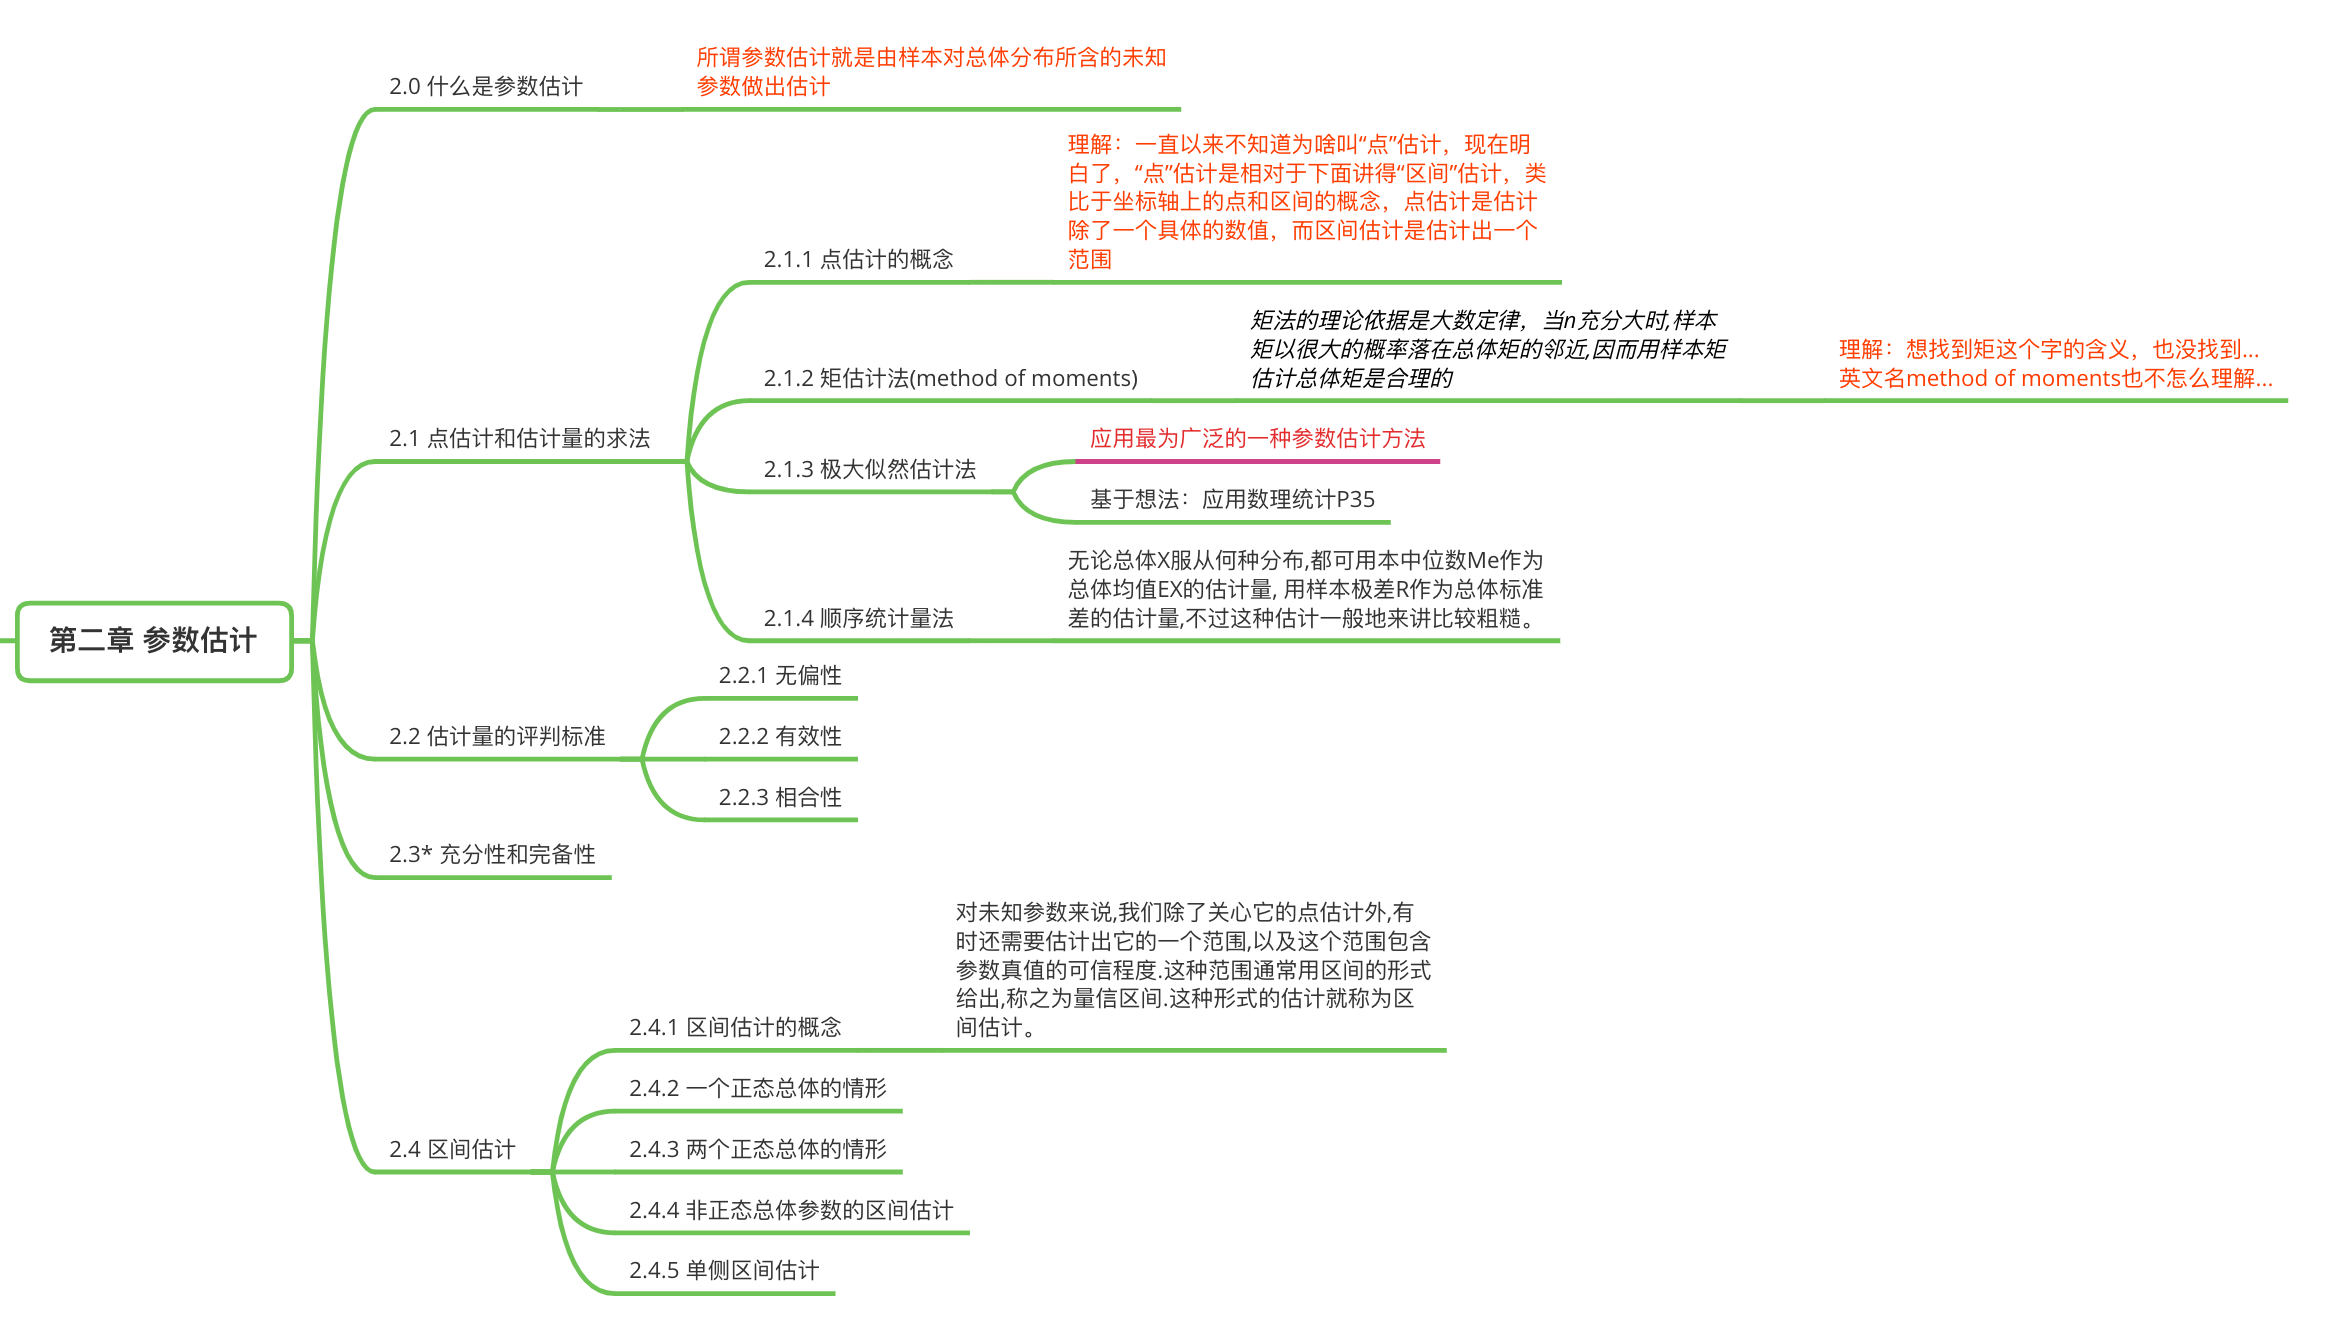 第二章 参数估计
2.0 什么是参数估计
所谓参数估计就是由样本对总体分布所含的未知
参数做出估计
2.1 点估计和估计量的求法
2.1.1 点估计的概念
理解：一直以来不知道为啥叫“点”估计，现在明
白了，“点”估计是相对于下面讲得“区间”估计，类
比于坐标轴上的点和区间的概念，点估计是估计
除了一个具体的数值，而区间估计是估计出一个
范围
2.1.2 矩估计法(method of moments)
矩法的理论依据是大数定律，当n充分大时,样本
矩以很大的概率落在总体矩的邻近,因而用样本矩
估计总体矩是合理的
理解：想找到矩这个字的含义，也没找到...
英文名method of moments也不怎么理解...
2.1.3 极大似然估计法
应用最为广泛的一种参数估计方法
基于想法：应用数理统计P35
2.1.4 顺序统计量法
无论总体X服从何种分布,都可用本中位数Me作为
总体均值EX的估计量, 用样本极差R作为总体标准
差的估计量,不过这种估计一般地来讲比较粗糙。
2.2 估计量的评判标准
2.2.1 无偏性
2.2.2 有效性
2.2.3 相合性
2.3* 充分性和完备性
2.4 区间估计
2.4.1 区间估计的概念
对未知参数来说,我们除了关心它的点估计外,有
时还需要估计出它的一个范围,以及这个范围包含
参数真值的可信程度.这种范围通常用区间的形式
给出,称之为量信区间.这种形式的估计就称为区
间估计。
2.4.2 一个正态总体的情形
2.4.3 两个正态总体的情形
2.4.4 非正态总体参数的区间估计
2.4.5 单侧区间估计